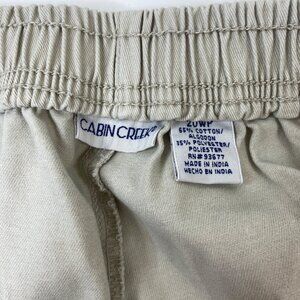 CABIN CREEK
20WP
65% COTTON/
ALGODON
35% POLYESTER/
POLIESTER
RN#93677
MADE IN INDIA
HECHO EN INDIA